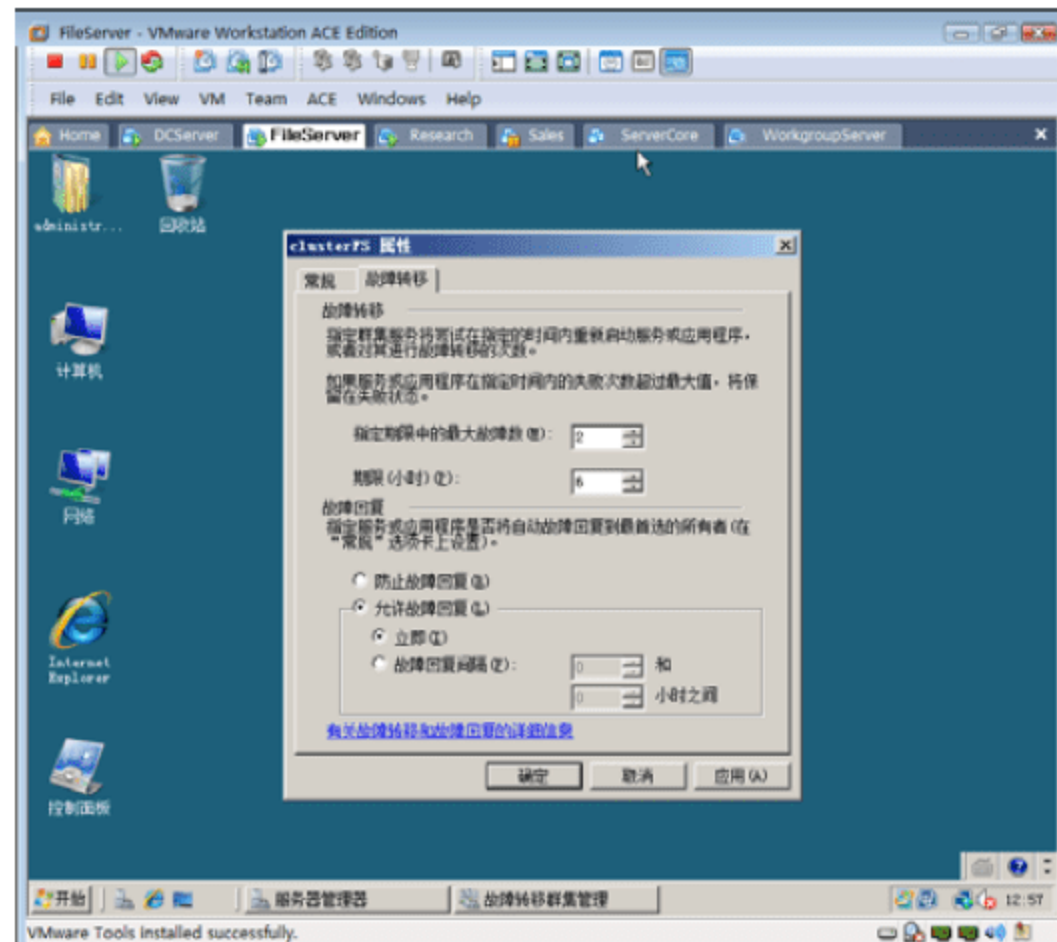 FileServer - VMware Workstation ACE Edition
File Edit View VM Team ACE Windows Help
Home DCServer FileServer Research Sales ServerCore WorkgroupServer
administr...
回收站
计算机
网络
Internet
Explorer
控制面板
clusterFS 属性
常规 故障转移
故障转移
指定群集服务将尝试在指定的时间内重新启动服务或应用程序，
或者对其进行故障转移的次数。
如果服务或应用程序在指定时间内的失败次数超过最大值，将保
留在失败状态。
指定期限中的最大故障数(M)： 2
期限(小时)(P)： 6
故障回复
指定服务或应用程序是否将自动故障回复到最首选的所有者(在
“常规”选项卡上设置)。
防止故障回复(R)
允许故障回复(L)
立即(I)
故障回复间隔(F)： 0 和
0 小时之间
有关故障转移和故障回复的详细信息
确定 取消 应用(A)
开始 服务器管理器 故障转移群集管理 12:57
VMware Tools installed successfully.